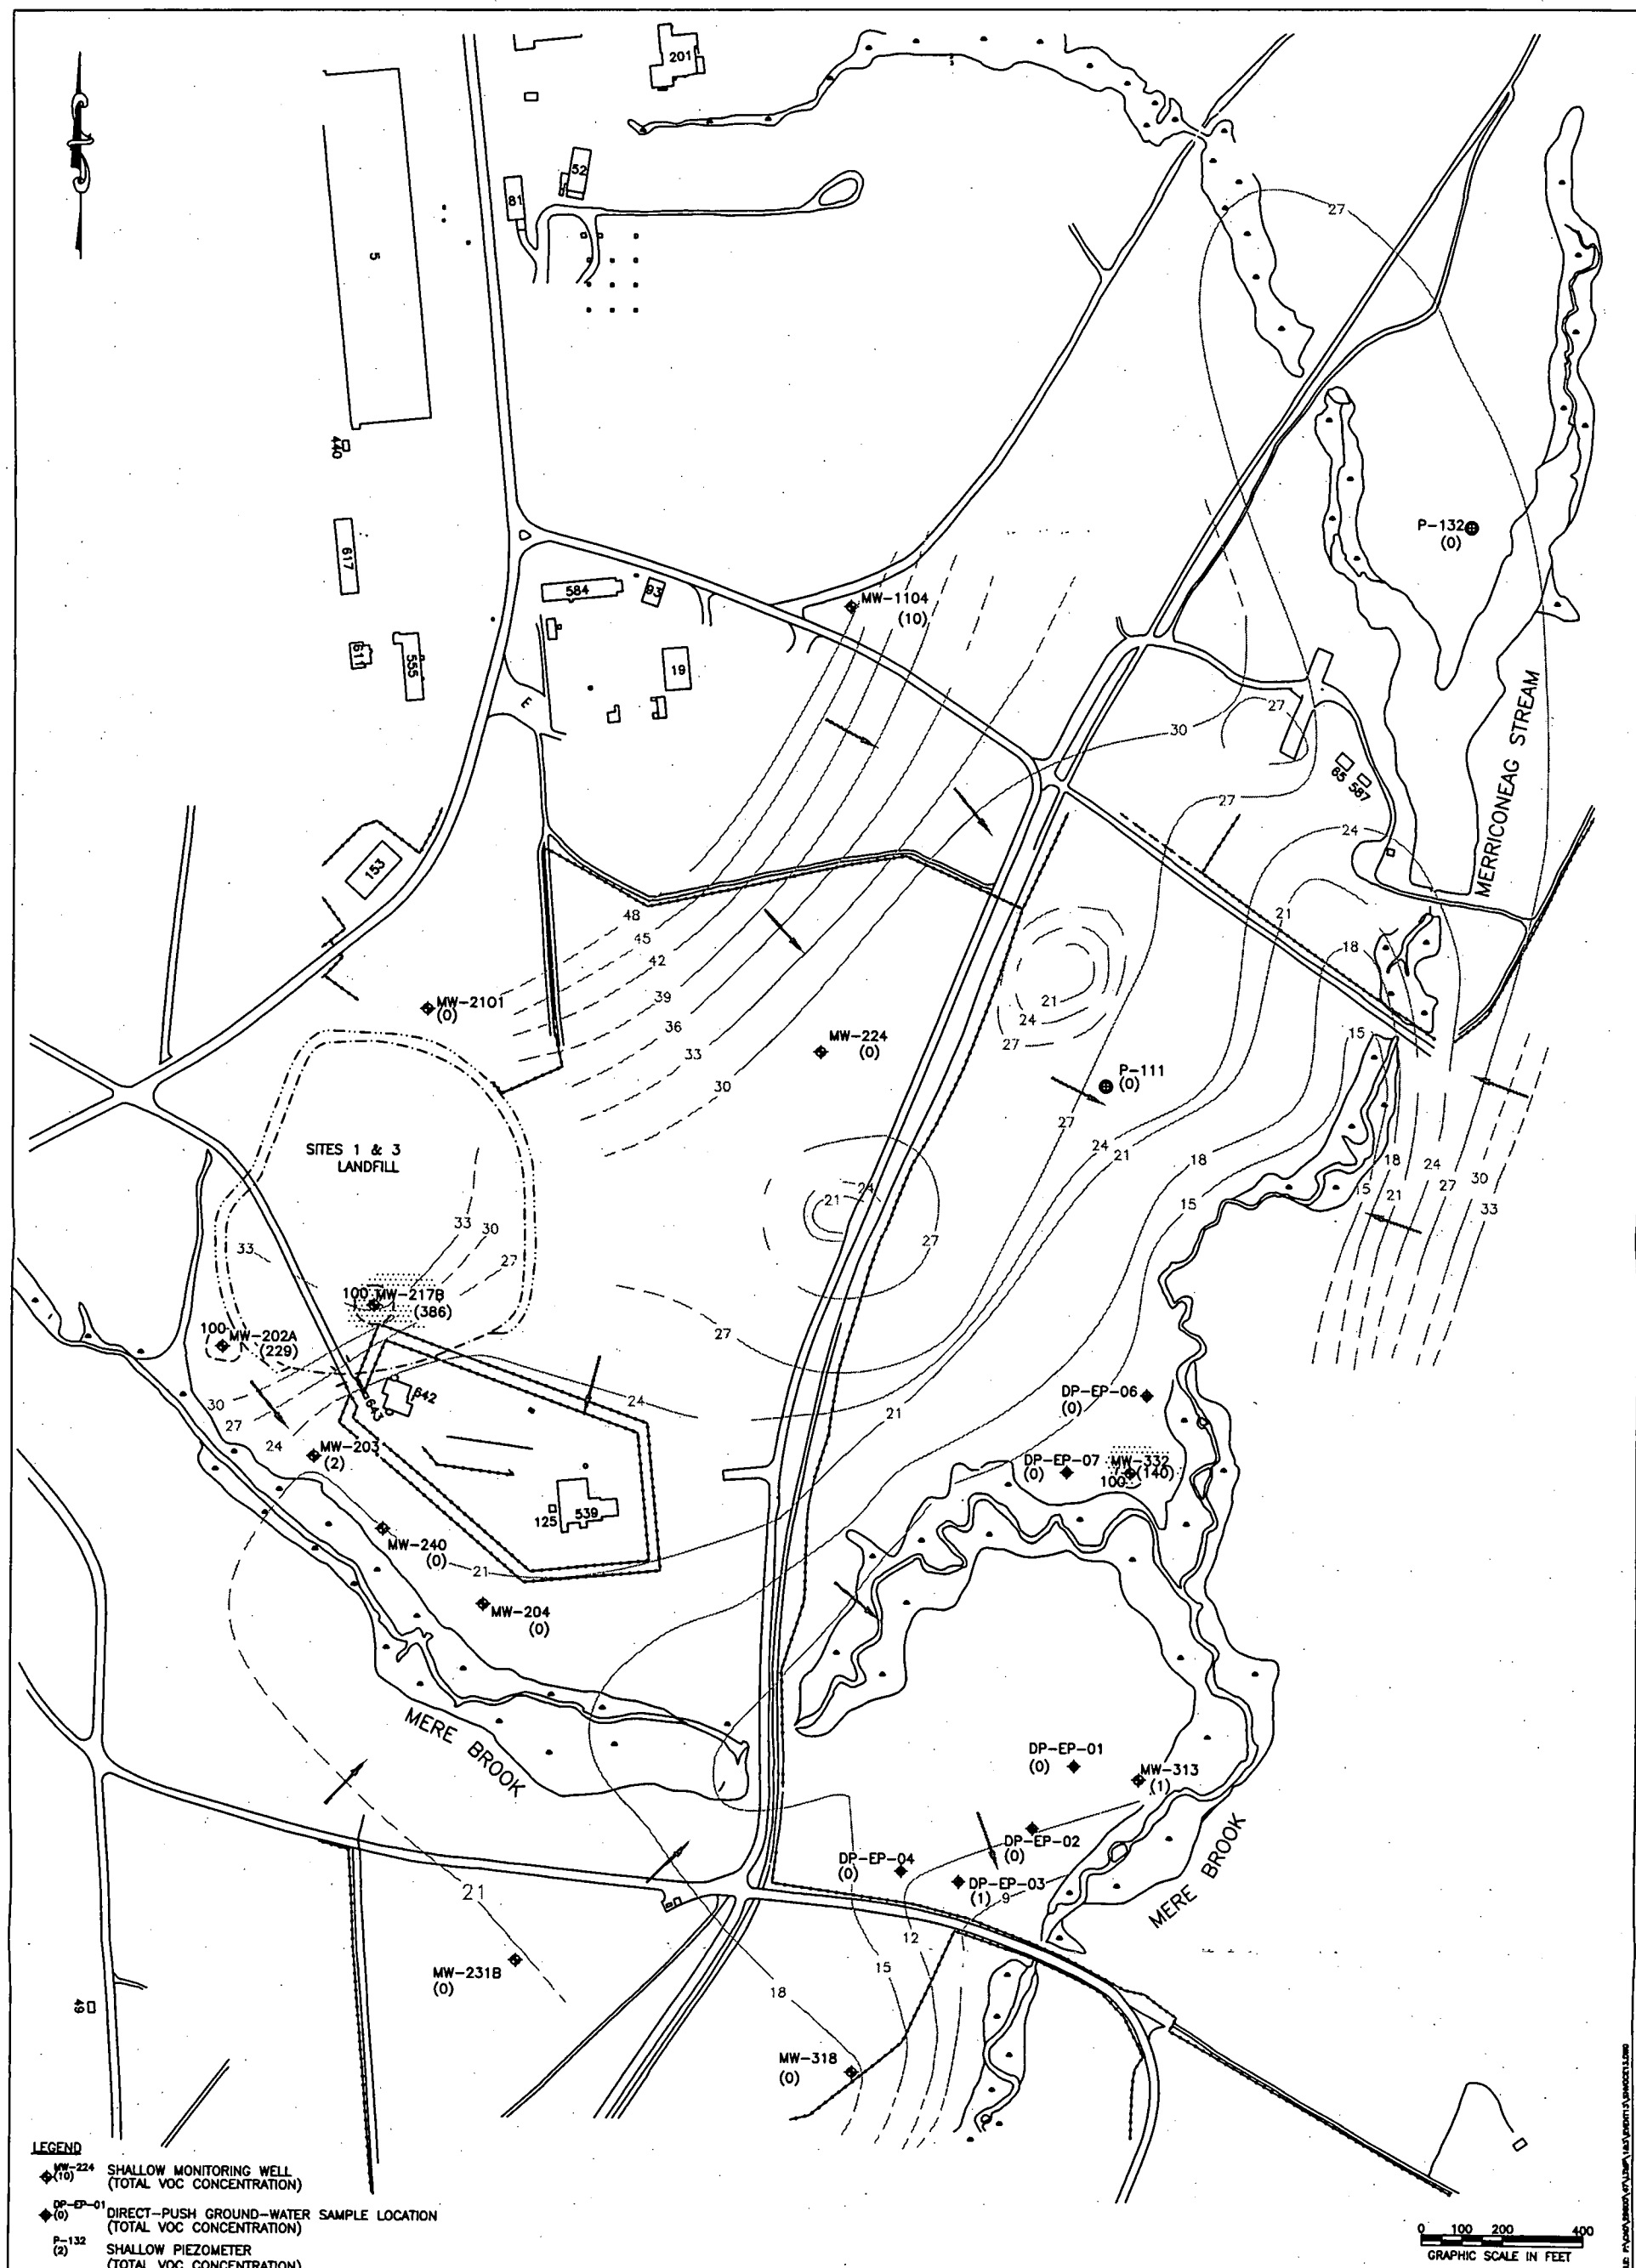 201
52
81
5
27
440
P-132
(0)
617
584
93
MW-1104
(10)
611
555
19
E
MERRICONEAG STREAM
27
30
65
587
27
24
153
48
45
42
39
36
33
30
21
18
MW-2101
(0)
MW-224
(0)
21
24
27
15
P-111
(0)
27
SITES 1 & 3
LANDFILL
24
21
18
15
18
15
21
24
27
30
33
33
33
30
27
24
21
27
100
MW-217B
(386)
100
MW-202A
(229)
27
30
27
24
642
643
24
21
DP-EP-06
(0)
MW-203
(2)
DP-EP-07
(0)
MW-332
(140)
100
125
539
MW-240
(0)
21
MW-204
(0)
MERE BROOK
DP-EP-01
(0)
MW-313
(1)
DP-EP-02
(0)
DP-EP-04
(0)
DP-EP-03
(1)
9
MERE BROOK
21
12
15
18
MW-231B
(0)
49
MW-318
(0)
LEGEND
MW-224
(10)
SHALLOW MONITORING WELL
(TOTAL VOC CONCENTRATION)
DP-EP-01
(0)
DIRECT-PUSH GROUND-WATER SAMPLE LOCATION
(TOTAL VOC CONCENTRATION)
P-132
(2)
SHALLOW PIEZOMETER
(TOTAL VOC CONCENTRATION)
0 100 200 400
GRAPHIC SCALE IN FEET